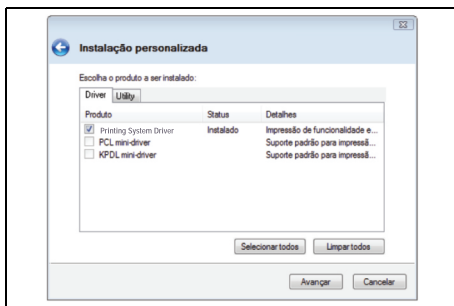 Instalação personalizada
Escolha o produto a ser instalado:
Driver Utility
Produto Status Detalhes
Printing System Driver Instalado Impressão de funcionalidade e...
PCL mini-driver Suporte padrão para impressã...
KPDL mini-driver Suporte padrão para impressã...
Selecionar todos Limpar todos
Avançar Cancelar